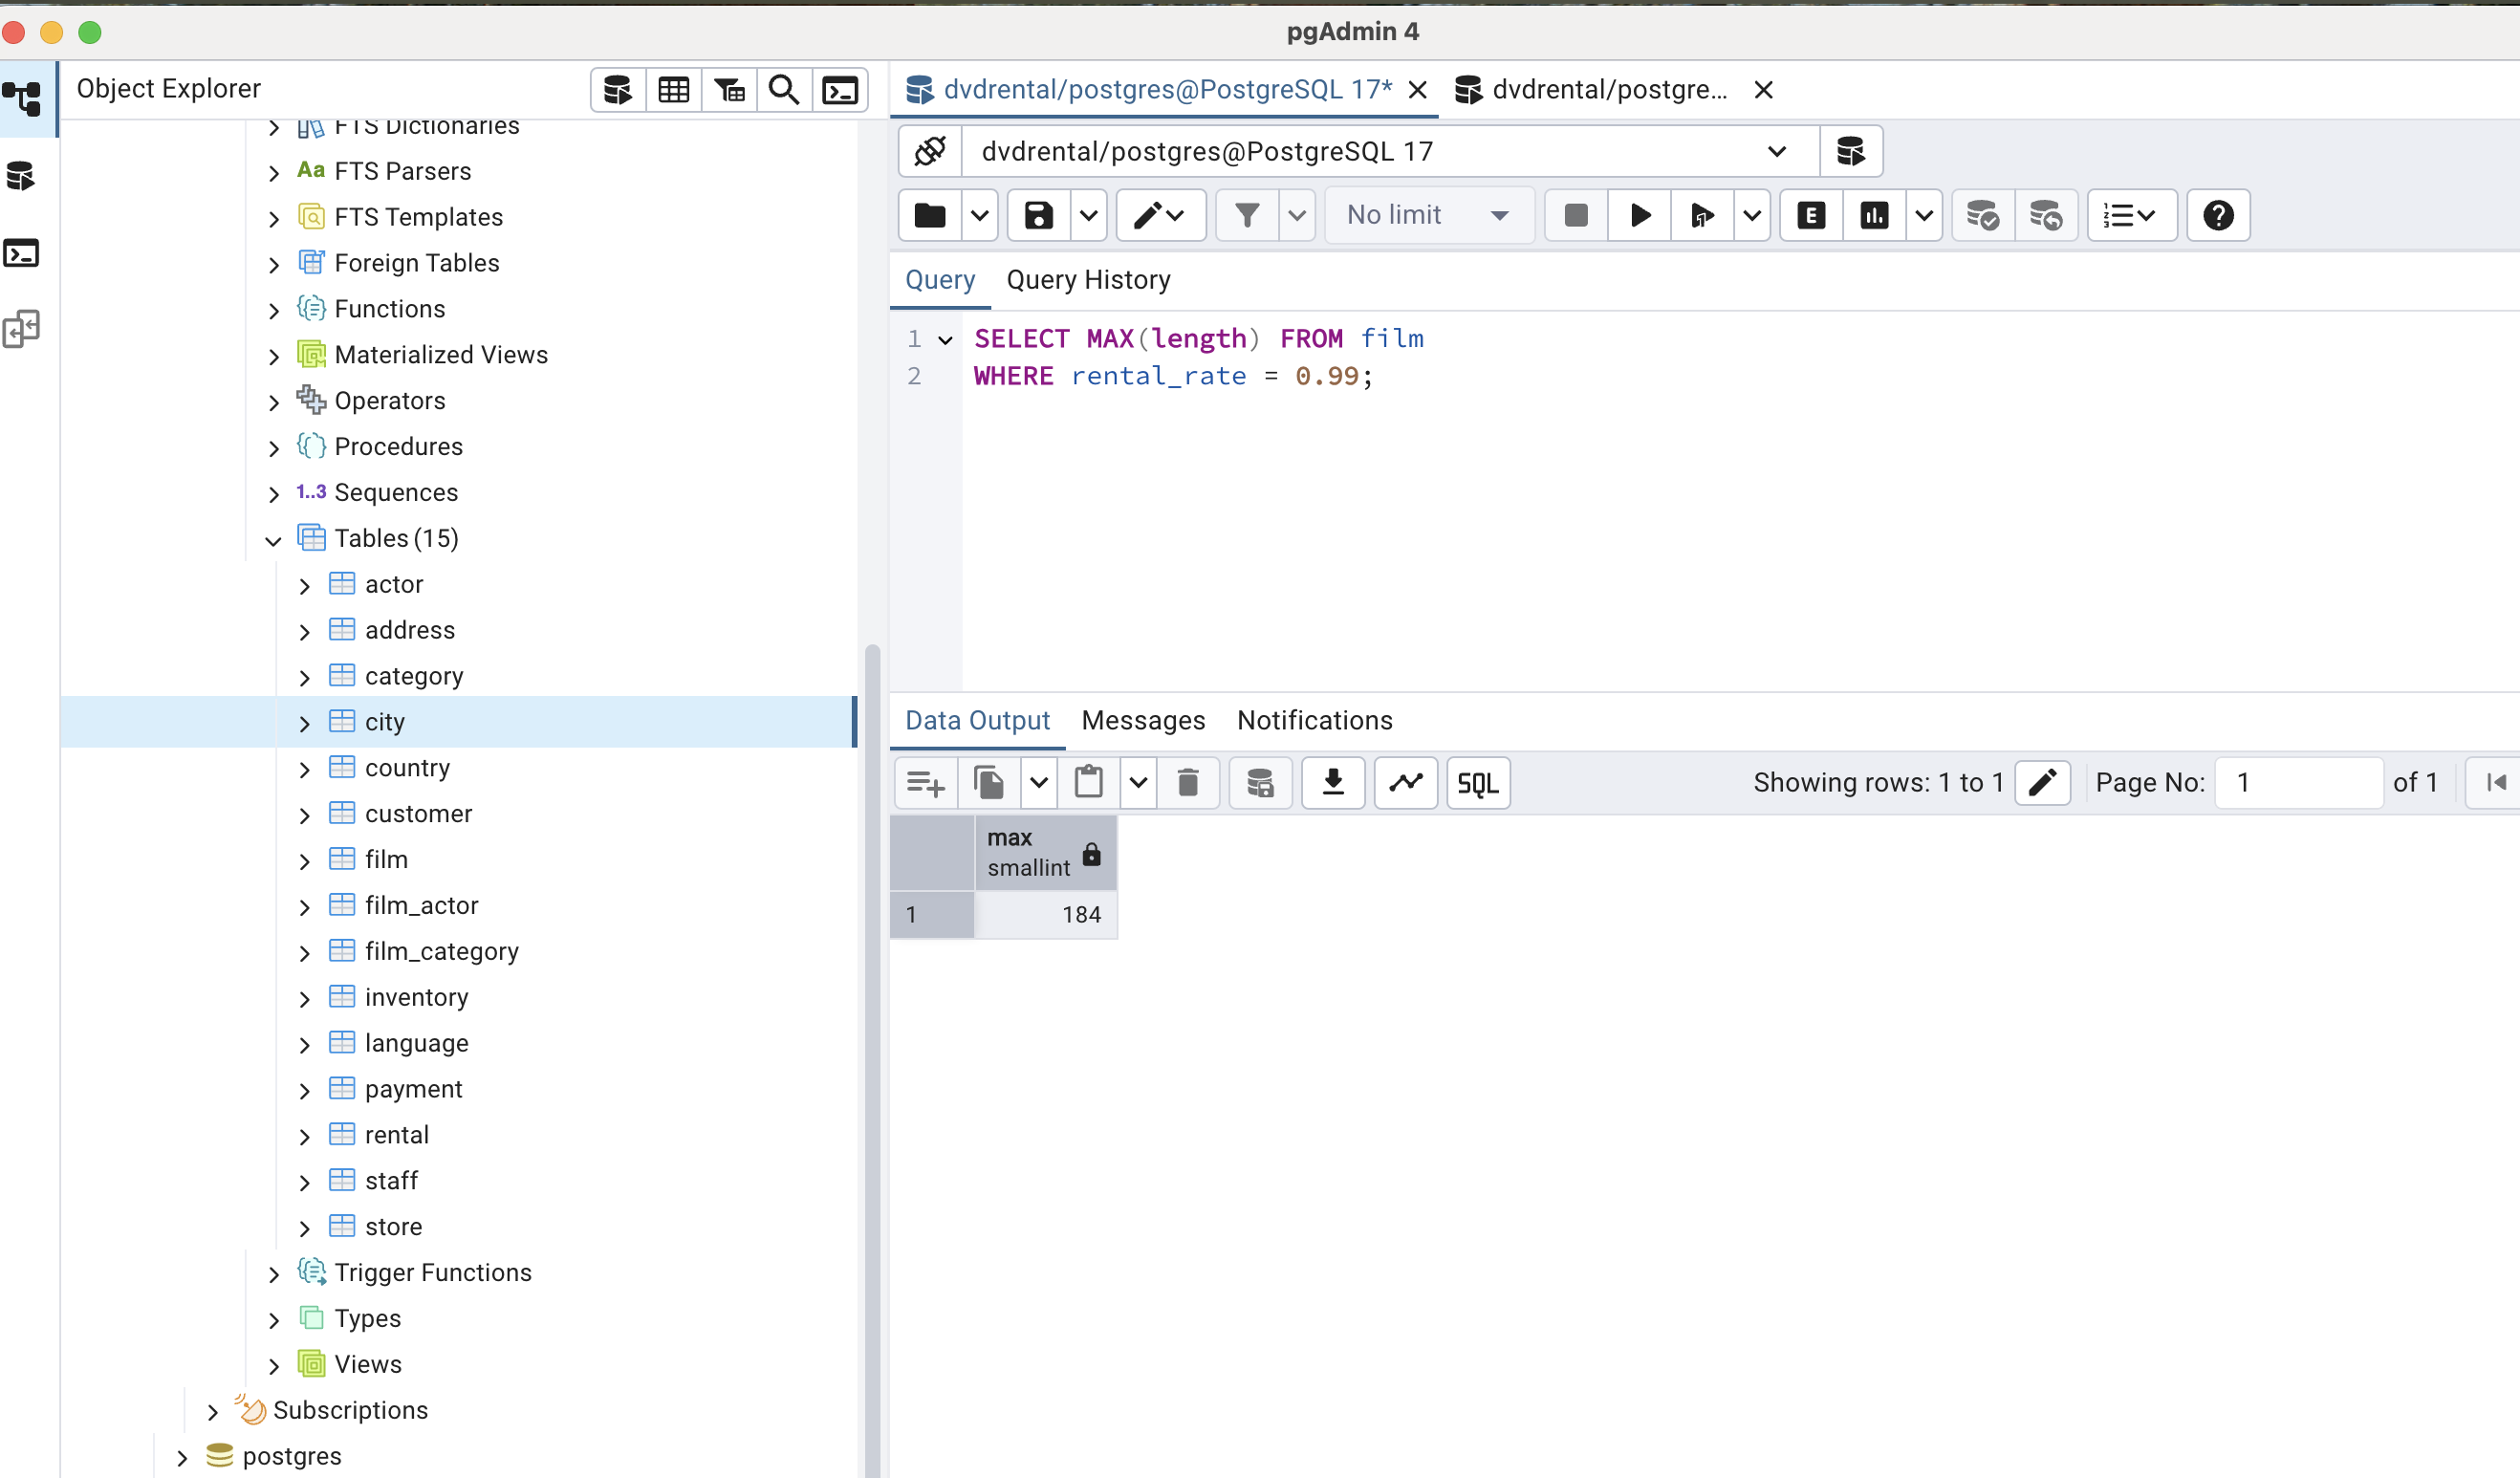 pgAdmin 4
Object Explorer
dvdrental/postgres@PostgreSQL 17*
dvdrental/postgre...
dvdrental/postgres@PostgreSQL 17
No limit
E
Query
Query History
1 SELECT MAX(length) FROM film
2 WHERE rental_rate = 0.99;
FTS Dictionaries
Aa FTS Parsers
FTS Templates
Foreign Tables
Functions
Materialized Views
Operators
Procedures
1..3 Sequences
Tables (15)
actor
address
category
city
country
customer
film
film_actor
film_category
inventory
language
payment
rental
staff
store
Trigger Functions
Types
Views
Subscriptions
postgres
Data Output
Messages
Notifications
SQL
Showing rows: 1 to 1
Page No: 1 of 1
max
smallint
1 184